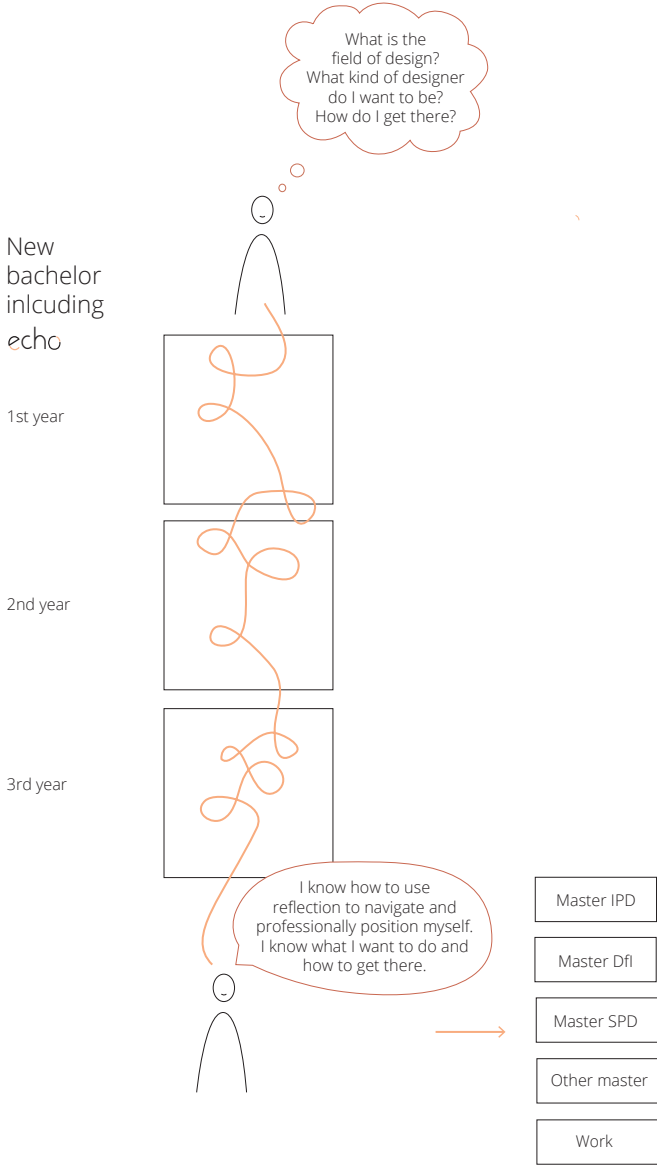 What is the
field of design?
What kind of designer
do I want to be?
How do I get there?
New
bachelor
inlcuding
echo
1st year
2nd year
3rd year
I know how to use
reflection to navigate and
professionally position myself.
I know what I want to do and
how to get there.
Master IPD
Master DfI
Master SPD
Other master
Work